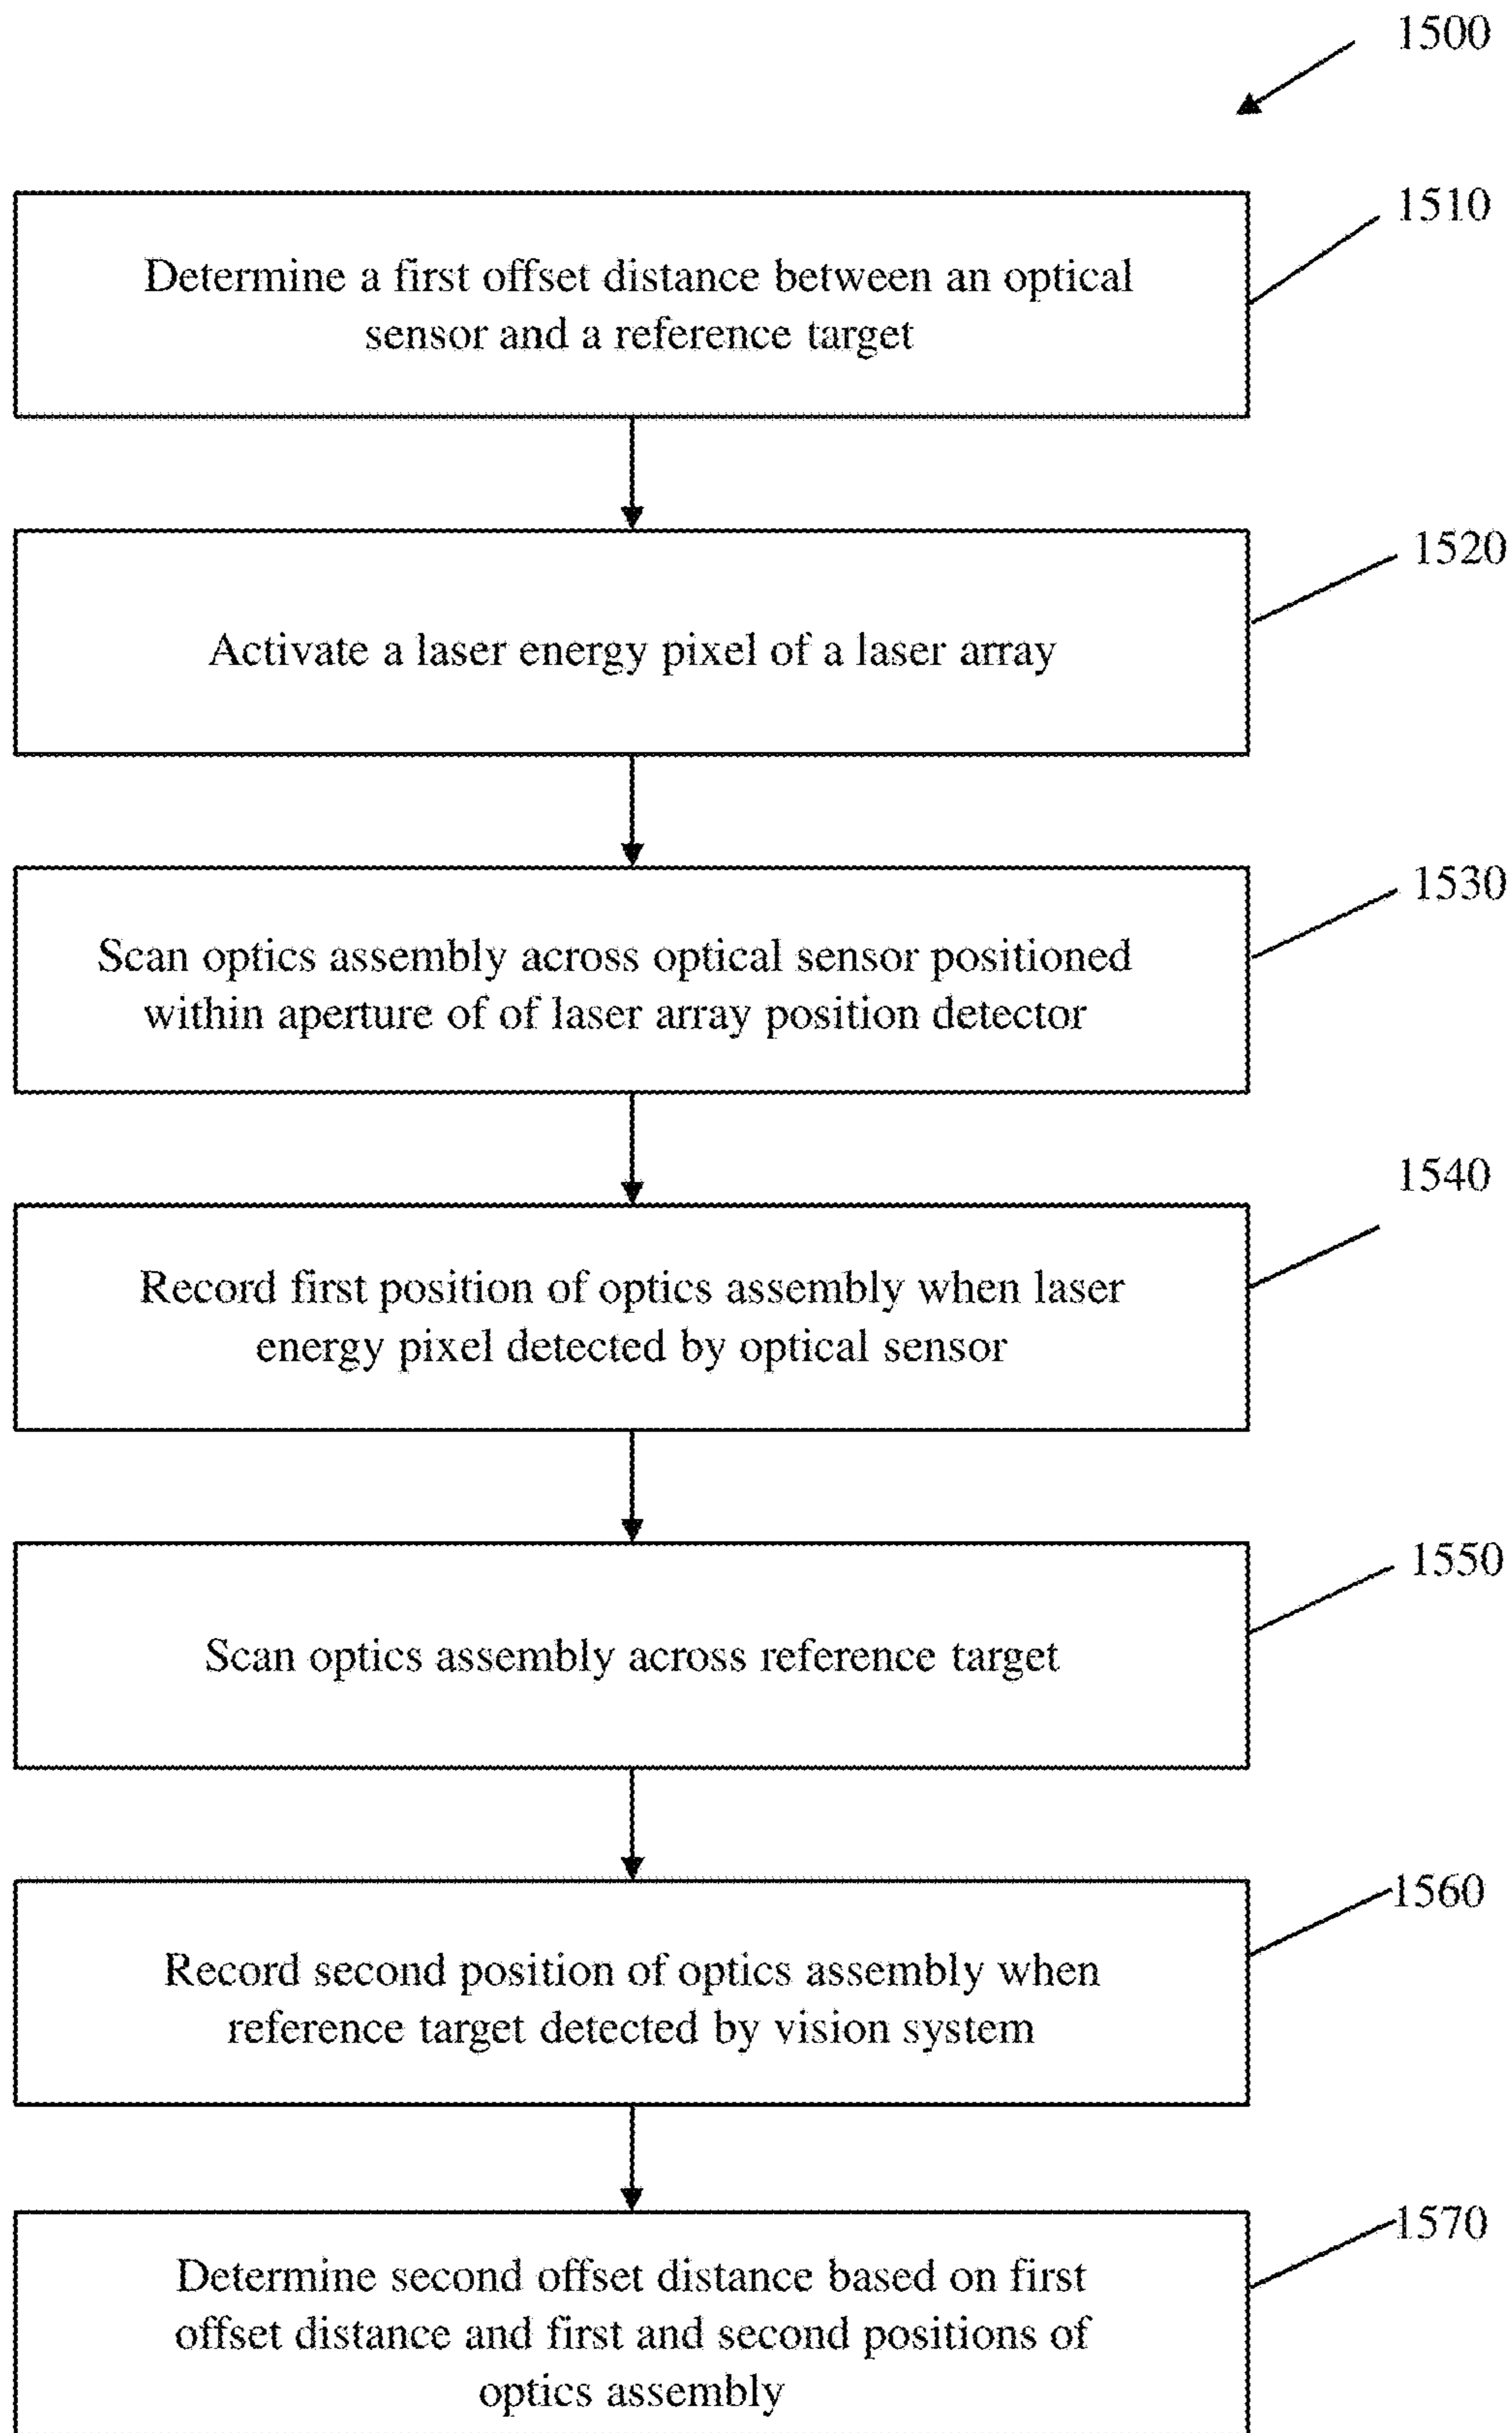 1500
1510
Determine a first offset distance between an optical
sensor and a reference target
1520
Activate a laser energy pixel of a laser array
1530
Scan optics assembly across optical sensor positioned
within aperture of of laser array position detector
1540
Record first position of optics assembly when laser
energy pixel detected by optical sensor
1550
Scan optics assembly across reference target
1560
Record second position of optics assembly when
reference target detected by vision system
1570
Determine second offset distance based on first
offset distance and first and second positions of
optics assembly